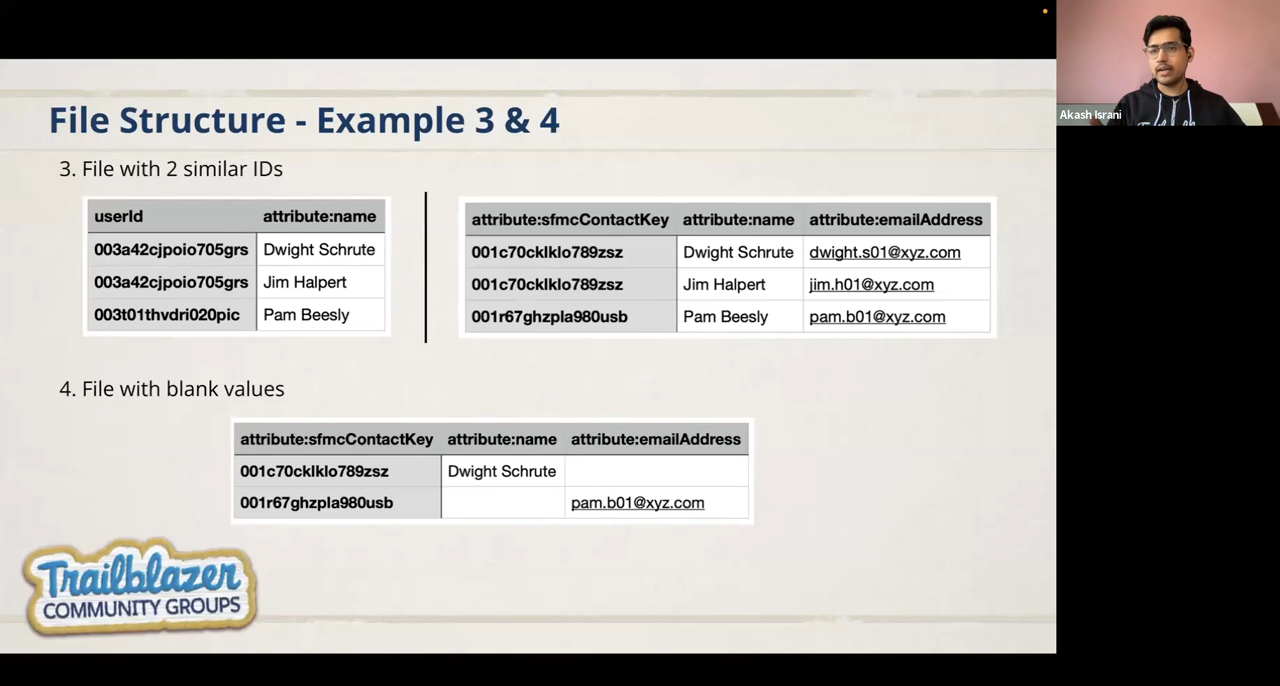 Akash Israni
File Structure - Example 3 & 4
3. File with 2 similar IDs
userId attribute:name
003a42cjpoio705grs Dwight Schrute
003a42cjpoio705grs Jim Halpert
003t01thvdri020pic Pam Beesly
attribute:sfmcContactKey attribute:name attribute:emailAddress
001c70cklklo789zsz Dwight Schrute dwight.s01@xyz.com
001c70cklklo789zsz Jim Halpert jim.h01@xyz.com
001r67ghzpla980usb Pam Beesly pam.b01@xyz.com
4. File with blank values
attribute:sfmcContactKey attribute:name attribute:emailAddress
001c70cklklo789zsz Dwight Schrute
001r67ghzpla980usb pam.b01@xyz.com
Trailblazer
COMMUNITY GROUPS